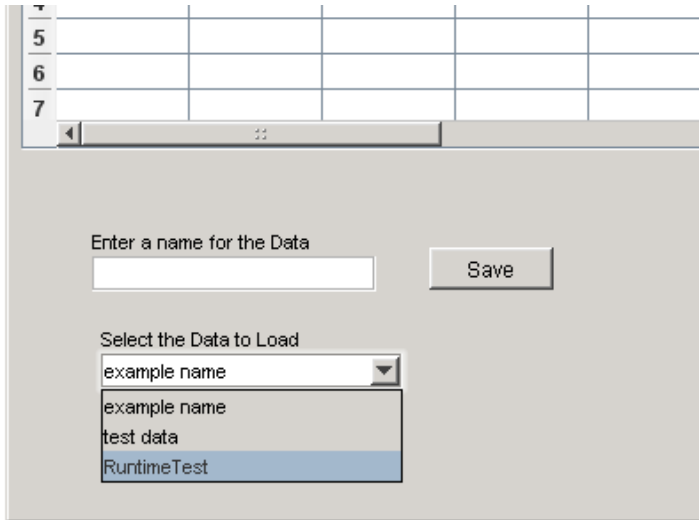 5
6
7
Enter a name for the Data
Save
Select the Data to Load
example name
example name
test data
RuntimeTest